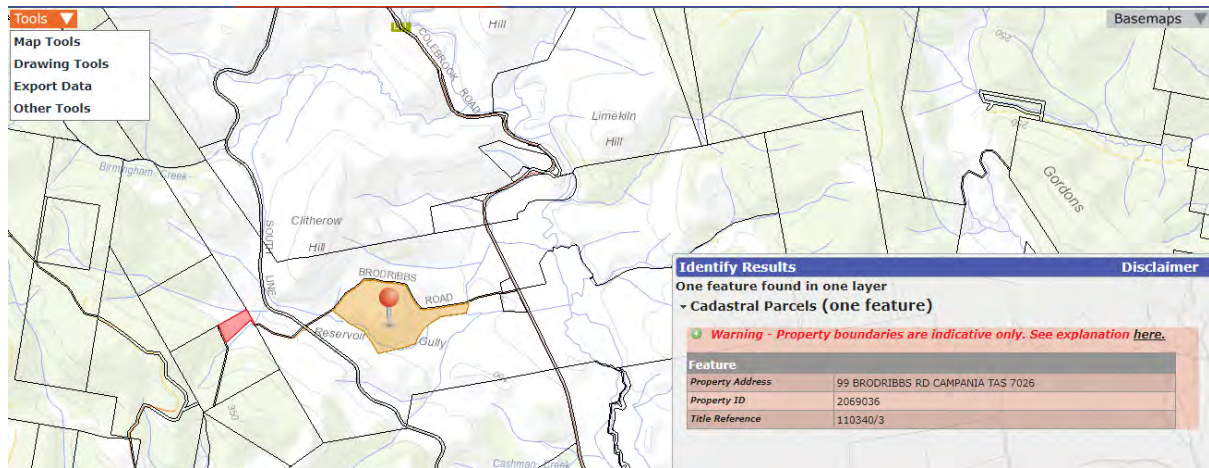 Tools
Basemaps
Map Tools
Drawing Tools
Export Data
Other Tools
Hill
COLEBROOK
ROAD
Limekiln
Hill
250
250
Gordons
Birmingham Creek
Clitherow
Hill
SOUTH
LINE
BRODRIBBS
ROAD
Reservoir
Gully
350
Cashman Creek
Identify Results
Disclaimer
One feature found in one layer
Cadastral Parcels (one feature)
Warning - Property boundaries are indicative only. See explanation here.
Feature
Property Address 99 BRODRIBBS RD CAMPANIA TAS 7026
Property ID 2069036
Title Reference 110340/3